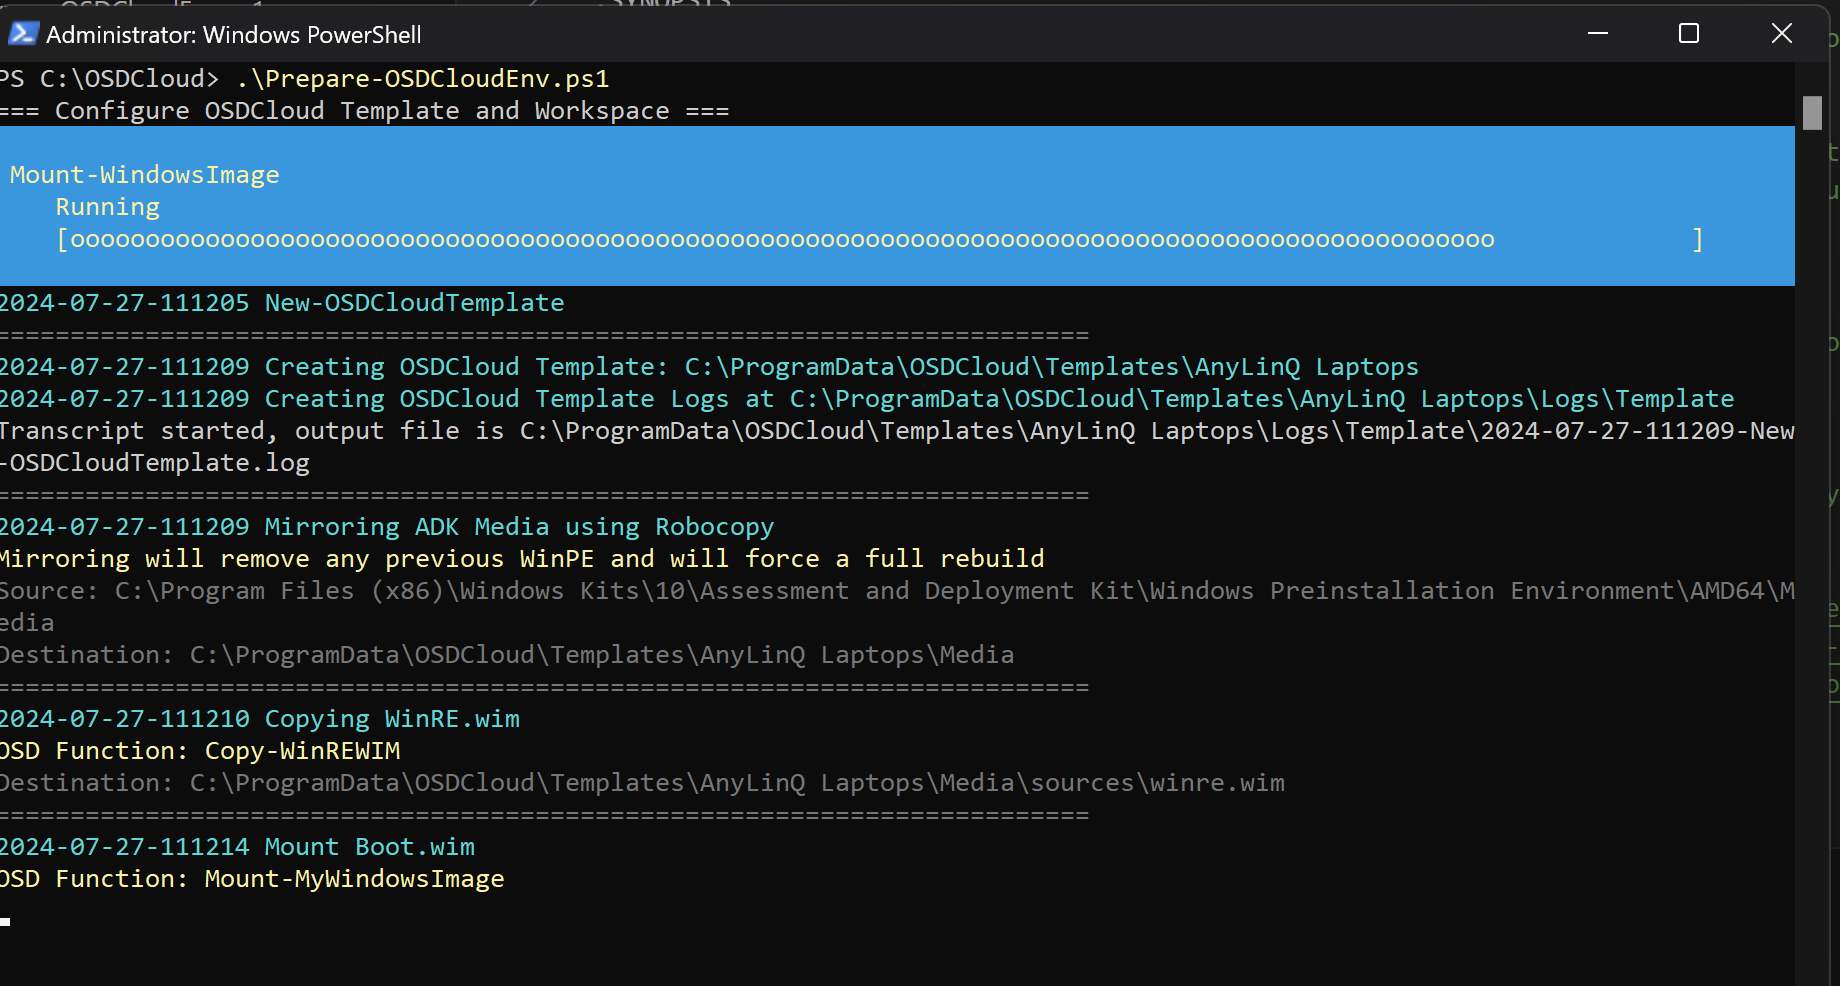 Administrator: Windows PowerShell
PS C:\OSDCloud> .\Prepare-OSDCloudEnv.ps1
=== Configure OSDCloud Template and Workspace ===
Mount-WindowsImage
Running
[ooooooooooooooooooooooooooooooooooooooooooooooooooooooooooooooooooooooooooooooooooooooooooooooo             ]
2024-07-27-111205 New-OSDCloudTemplate
=========================================================================
2024-07-27-111209 Creating OSDCloud Template: C:\ProgramData\OSDCloud\Templates\AnyLinQ Laptops
2024-07-27-111209 Creating OSDCloud Template Logs at C:\ProgramData\OSDCloud\Templates\AnyLinQ Laptops\Logs\Template
Transcript started, output file is C:\ProgramData\OSDCloud\Templates\AnyLinQ Laptops\Logs\Template\2024-07-27-111209-New
-OSDCloudTemplate.log
=========================================================================
2024-07-27-111209 Mirroring ADK Media using Robocopy
Mirroring will remove any previous WinPE and will force a full rebuild
Source: C:\Program Files (x86)\Windows Kits\10\Assessment and Deployment Kit\Windows Preinstallation Environment\AMD64\M
edia
Destination: C:\ProgramData\OSDCloud\Templates\AnyLinQ Laptops\Media
=========================================================================
2024-07-27-111210 Copying WinRE.wim
OSD Function: Copy-WinREWIM
Destination: C:\ProgramData\OSDCloud\Templates\AnyLinQ Laptops\Media\sources\winre.wim
=========================================================================
2024-07-27-111214 Mount Boot.wim
OSD Function: Mount-MyWindowsImage